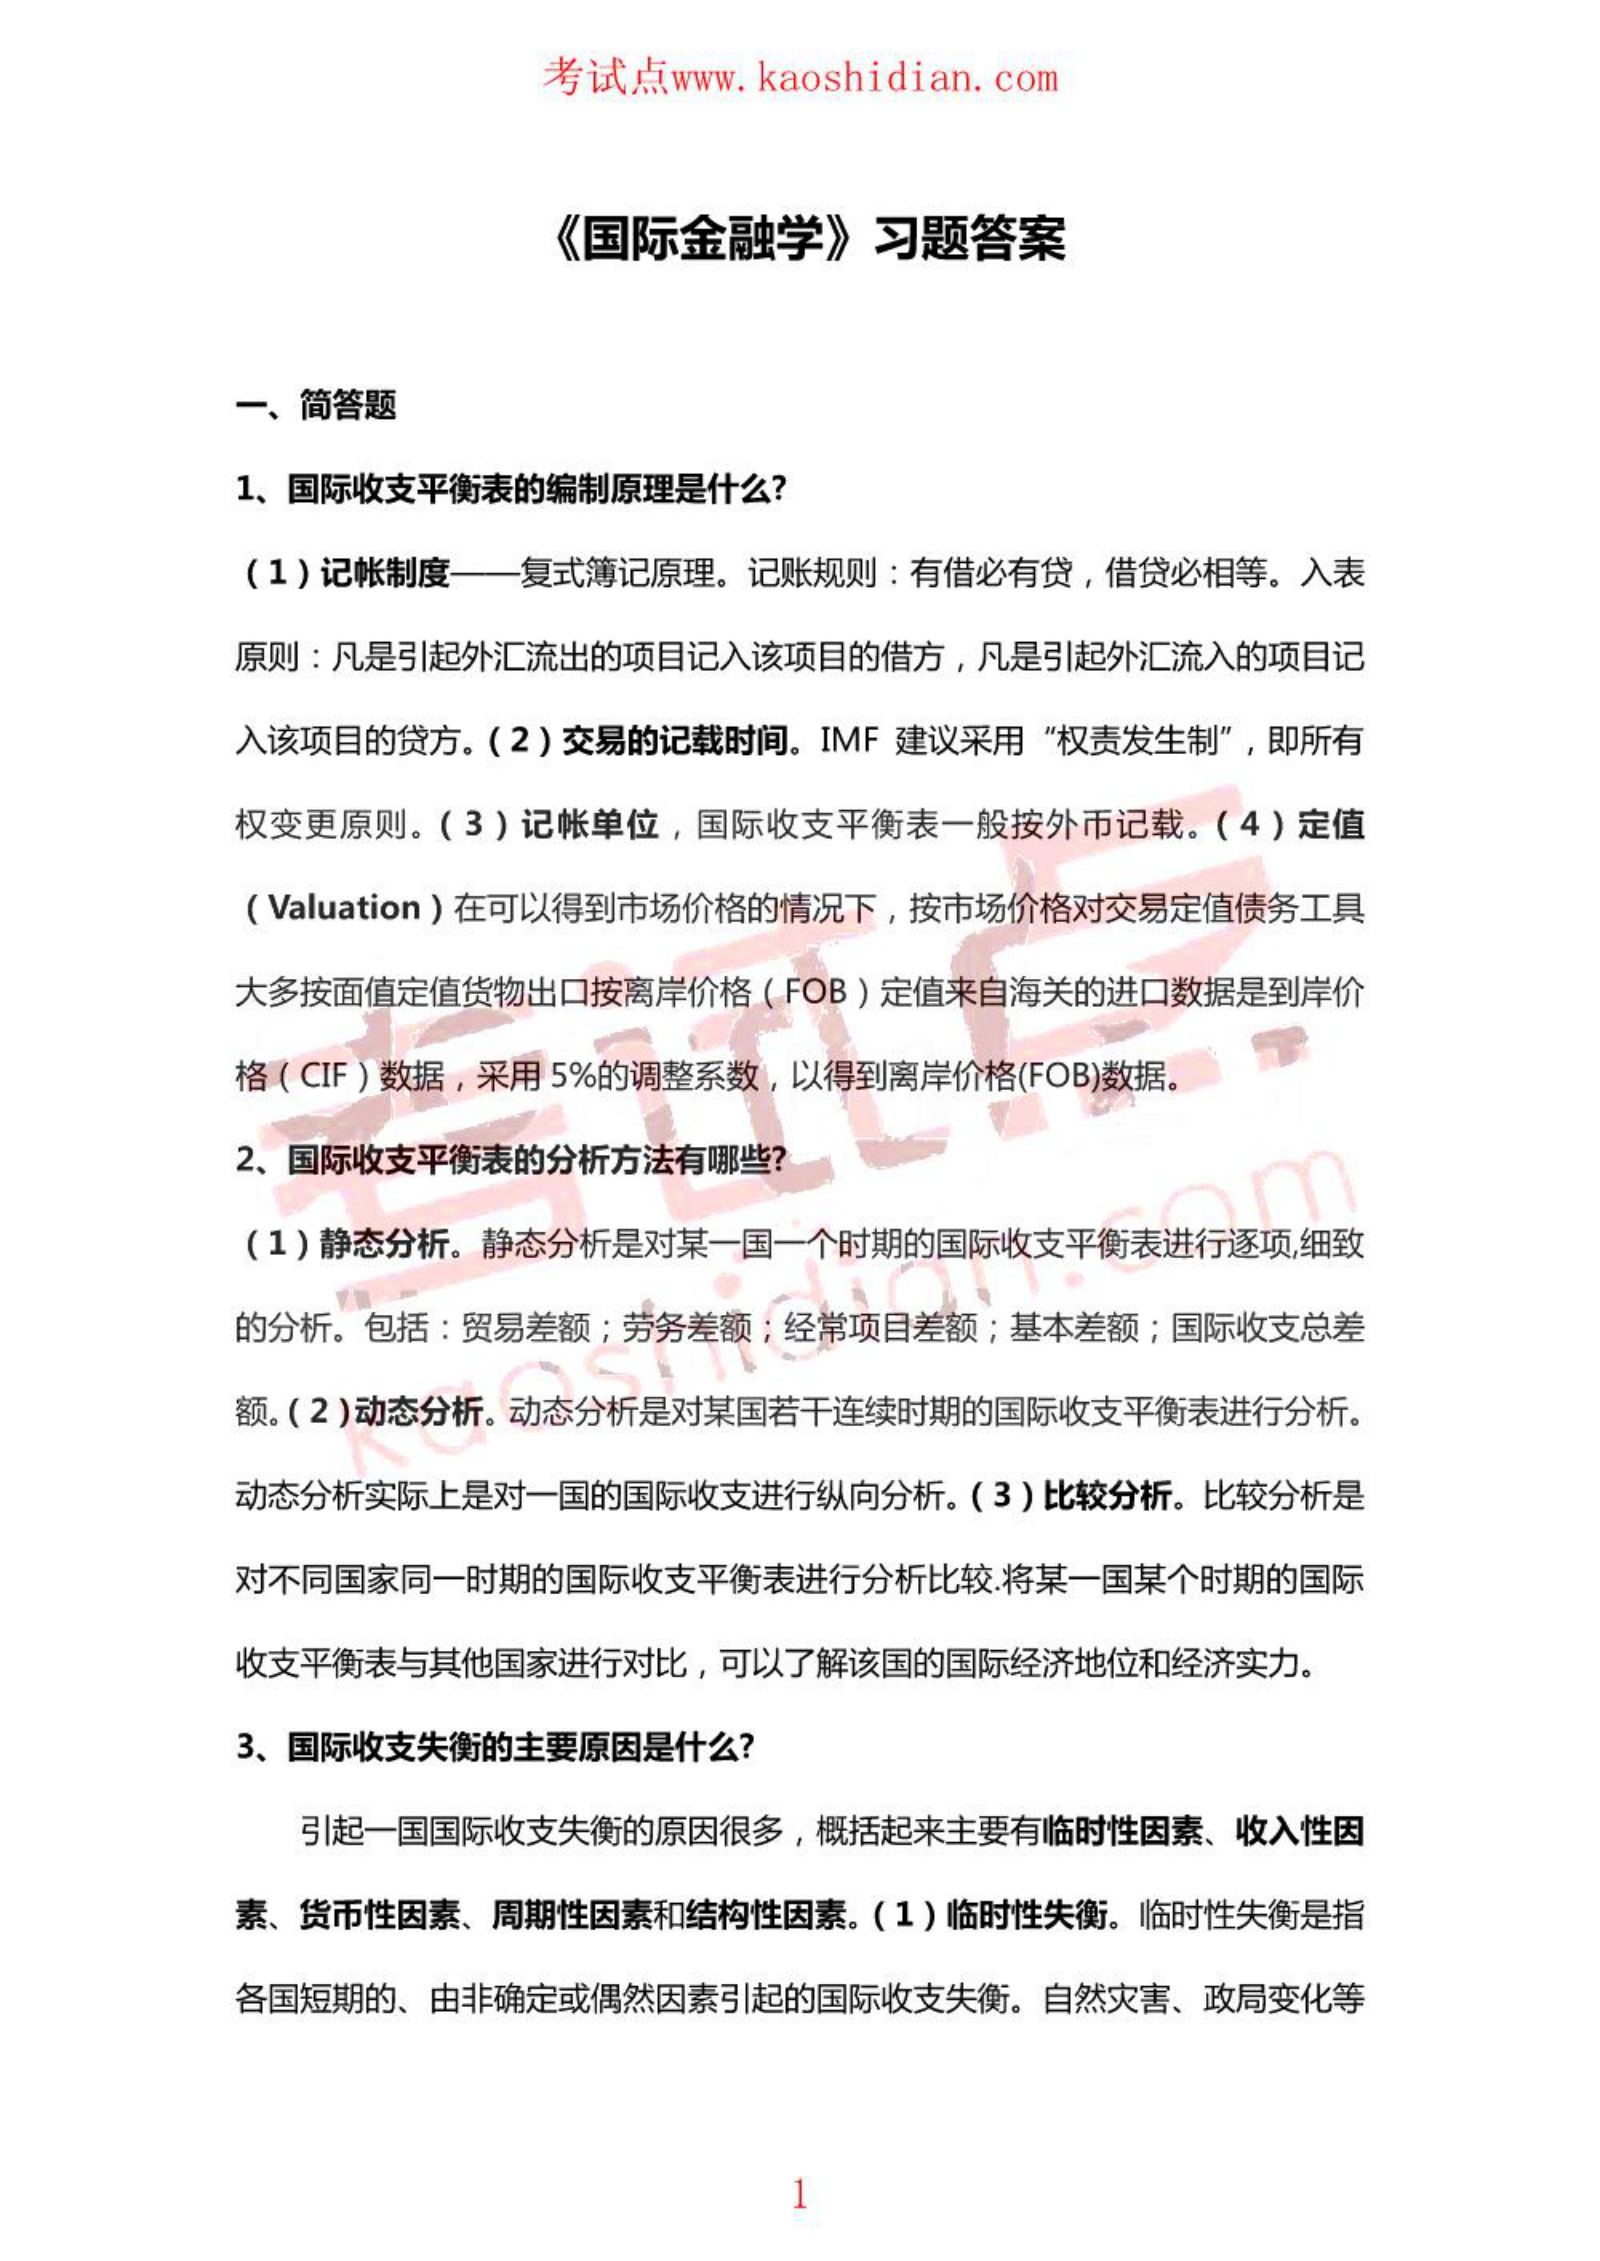 考试点www.kaoshidian.com
《国际金融学》习题答案
一、简答题
1、国际收支平衡表的编制原理是什么?
（1）记帐制度——复式簿记原理。记账规则：有借必有贷，借贷必相等。入表
原则：凡是引起外汇流出的项目记入该项目的借方，凡是引起外汇流入的项目记
入该项目的贷方。（2）交易的记载时间。IMF 建议采用“权责发生制”，即所有
权变更原则。（3）记帐单位，国际收支平衡表一般按外币记载。（4）定值
（Valuation）在可以得到市场价格的情况下，按市场价格对交易定值债务工具
大多按面值定值货物出口按离岸价格（FOB）定值来自海关的进口数据是到岸价
格（CIF）数据，采用 5%的调整系数，以得到离岸价格(FOB)数据。
2、国际收支平衡表的分析方法有哪些?
（1）静态分析。静态分析是对某一国一个时期的国际收支平衡表进行逐项,细致
的分析。包括：贸易差额；劳务差额；经常项目差额；基本差额；国际收支总差
额。（2）动态分析。动态分析是对某国若干连续时期的国际收支平衡表进行分析。
动态分析实际上是对一国的国际收支进行纵向分析。（3）比较分析。比较分析是
对不同国家同一时期的国际收支平衡表进行分析比较.将某一国某个时期的国际
收支平衡表与其他国家进行对比，可以了解该国的国际经济地位和经济实力。
3、国际收支失衡的主要原因是什么?
引起一国国际收支失衡的原因很多，概括起来主要有临时性因素、收入性因
素、货币性因素、周期性因素和结构性因素。（1）临时性失衡。临时性失衡是指
各国短期的、由非确定或偶然因素引起的国际收支失衡。自然灾害、政局变化等
考试点
kaoshidian.com
1